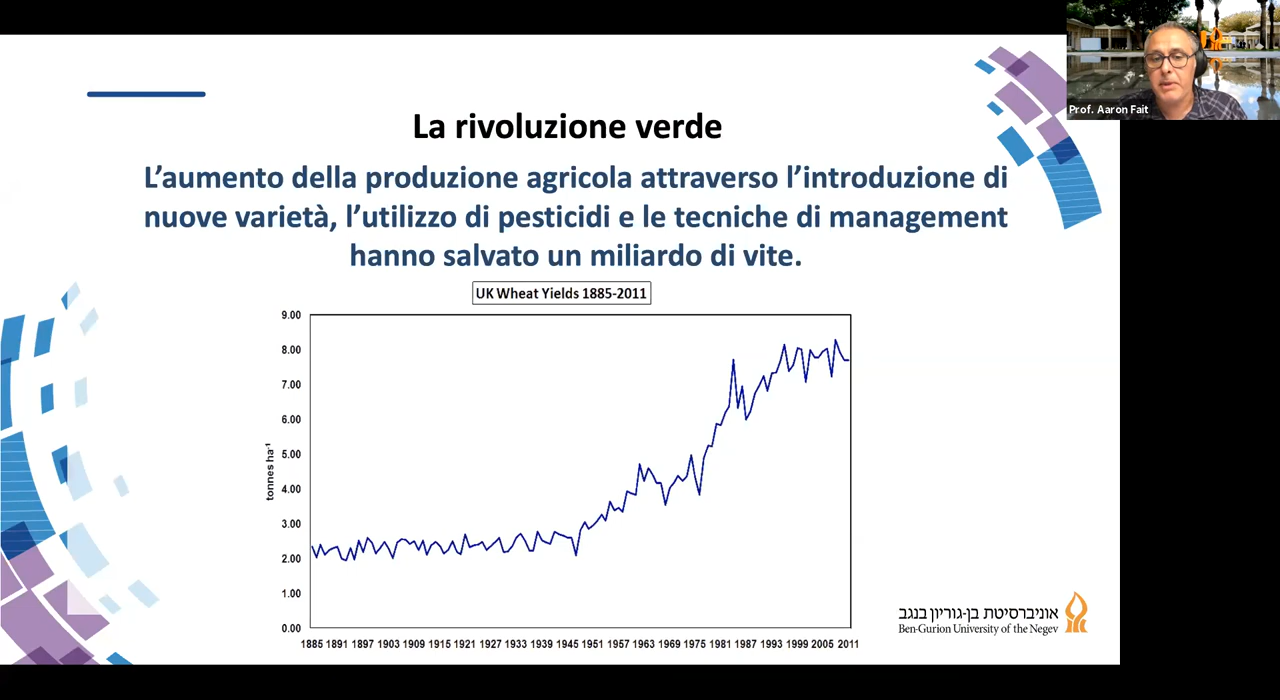 Prof. Aaron Fait
La rivoluzione verde
L’aumento della produzione agricola attraverso l’introduzione di
nuove varietà, l’utilizzo di pesticidi e le tecniche di management
hanno salvato un miliardo di vite.
UK Wheat Yields 1885-2011
9.00
8.00
7.00
6.00
5.00
4.00
3.00
2.00
1.00
0.00
tonnes ha⁻¹
1885 1891 1897 1903 1909 1915 1921 1927 1933 1939 1945 1951 1957 1963 1969 1975 1981 1987 1993 1999 2005 2011
אוניברסיטת בן-גוריון בנגב
Ben-Gurion University of the Negev